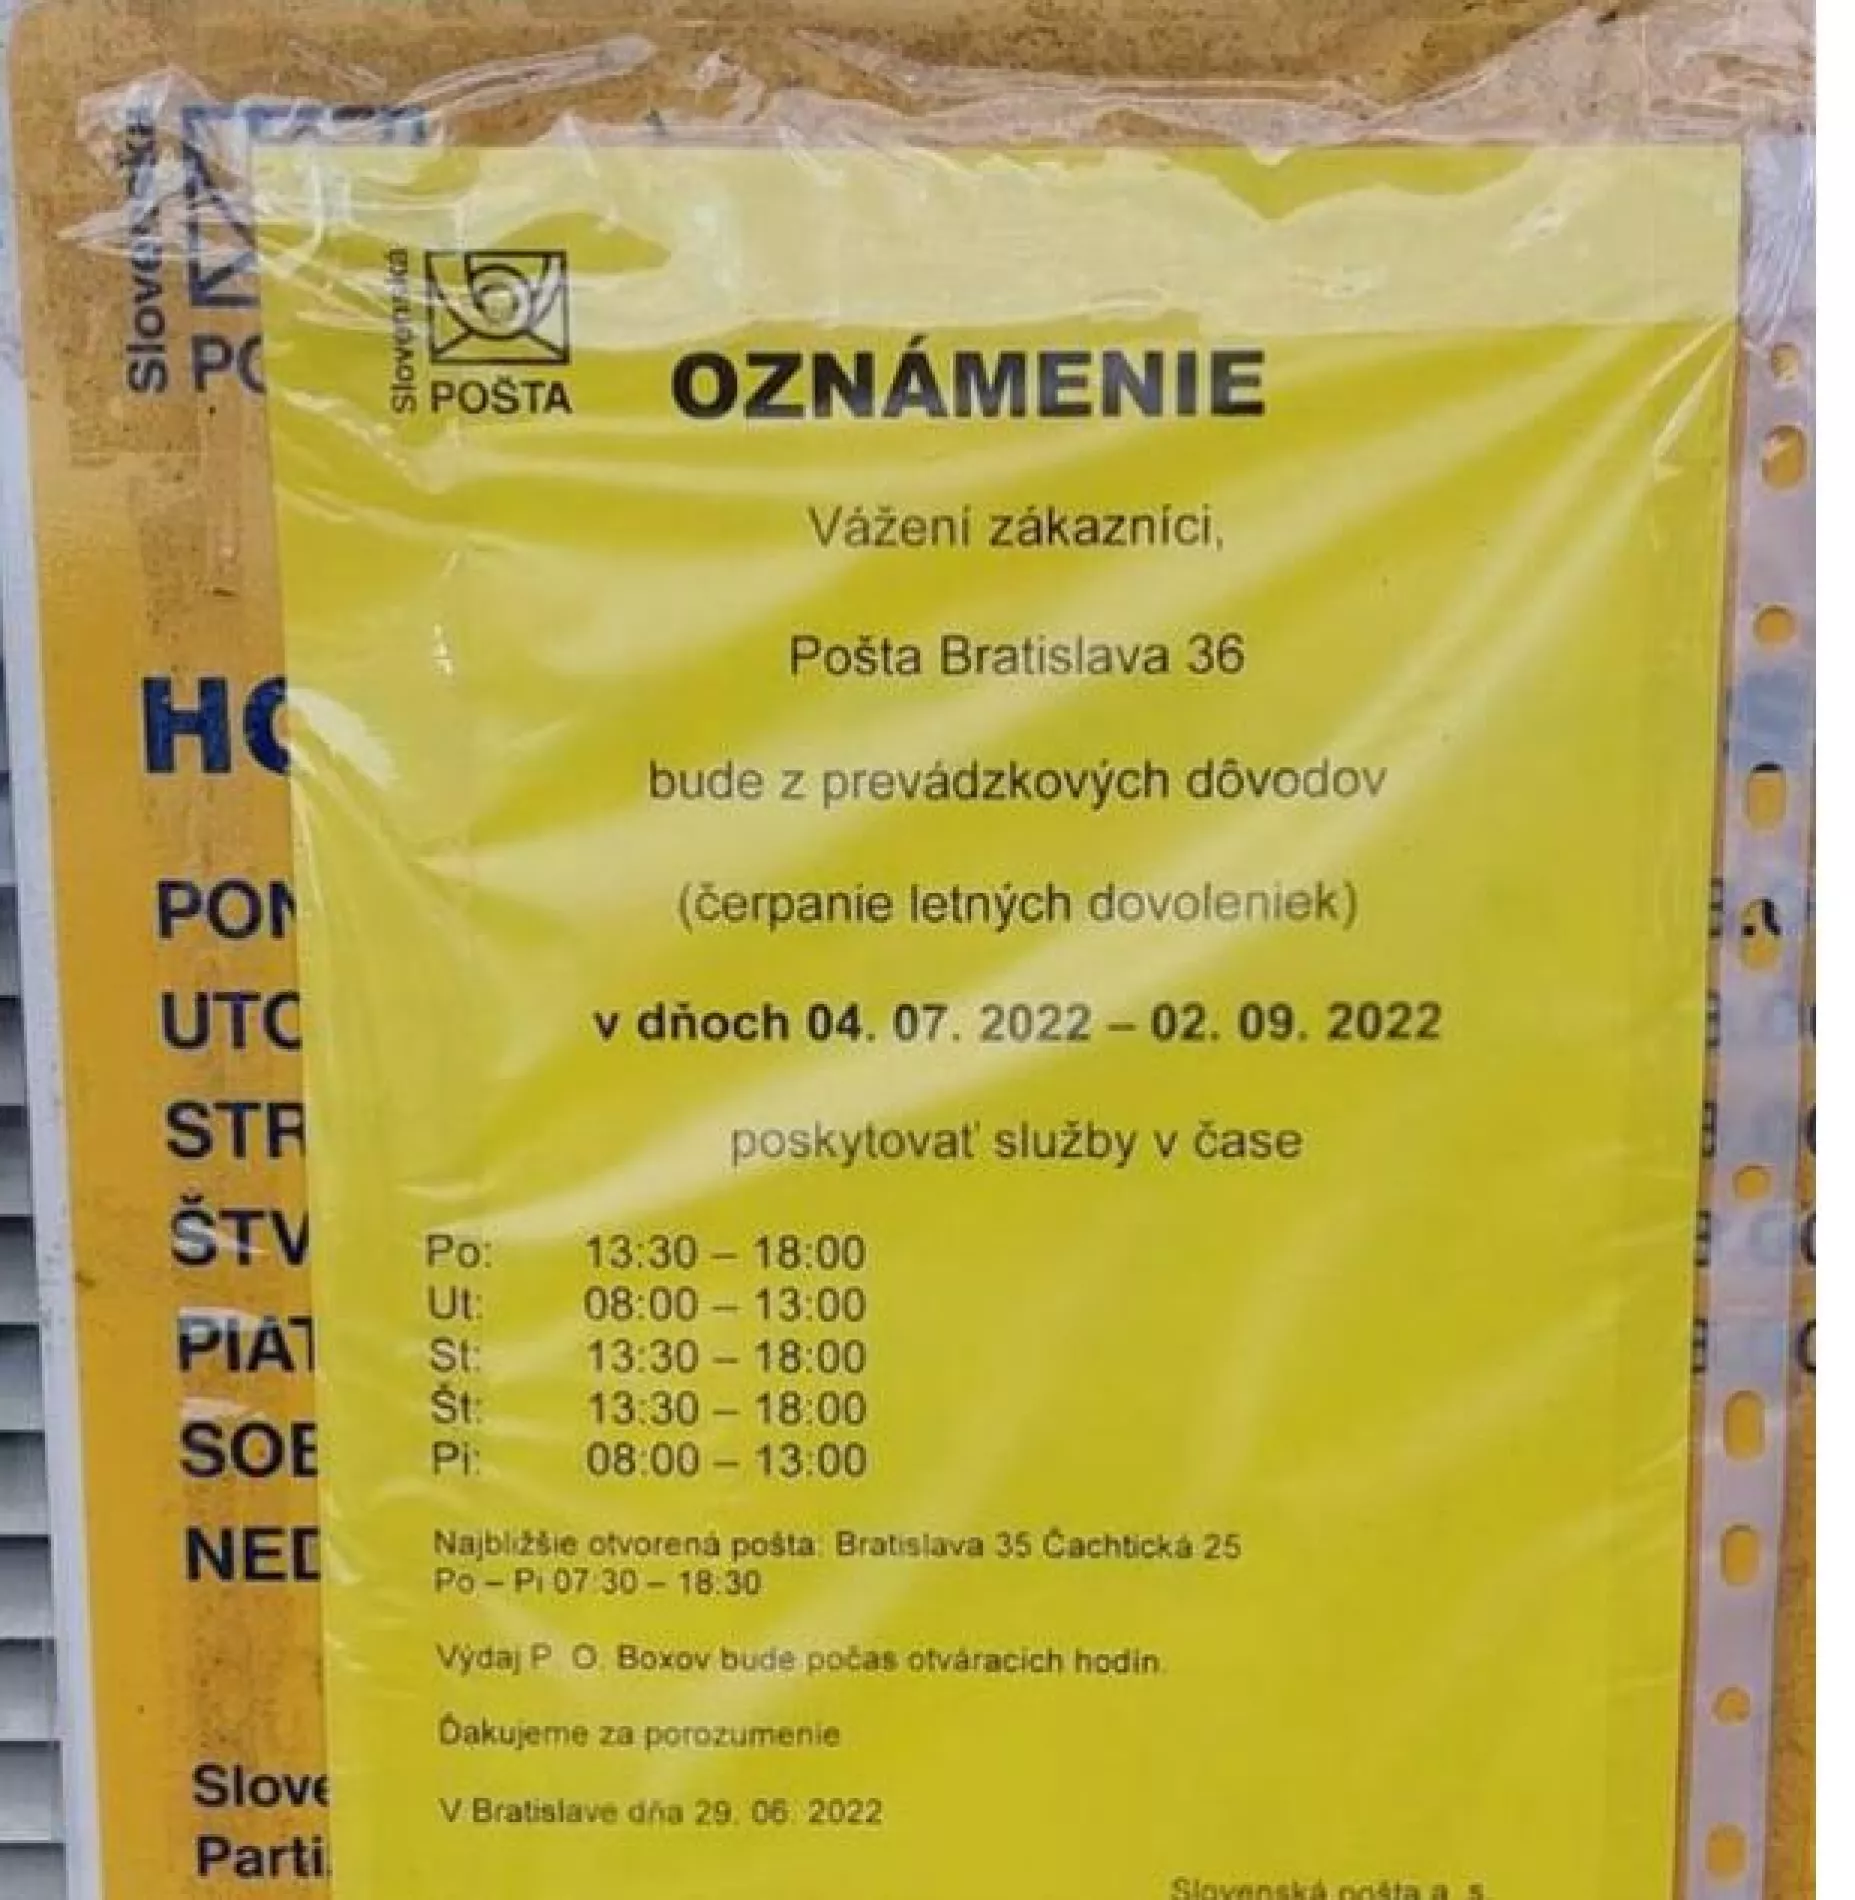 Slovenská
POŠTA
OZNÁMENIE
Vážení zákazníci,
Pošta Bratislava 36
bude z prevádzkových dôvodov
(čerpanie letných dovoleniek)
v dňoch 04. 07. 2022 – 02. 09. 2022
poskytovať služby v čase
Po: 13:30 – 18:00
Ut: 08:00 – 13:00
St: 13:30 – 18:00
Št: 13:30 – 18:00
Pi: 08:00 – 13:00
Najbližšie otvorená pošta: Bratislava 35 Čachtická 25
Po – Pi 07:30 – 18:30
Výdaj P. O. Boxov bude počas otváracích hodín.
Ďakujeme za porozumenie
V Bratislave dňa 29. 06. 2022
Slovenská pošta a. s.
Slovenská
PO
HO
PON
UTO
STR
ŠTV
PIAT
SOB
NED
Slove
Parti